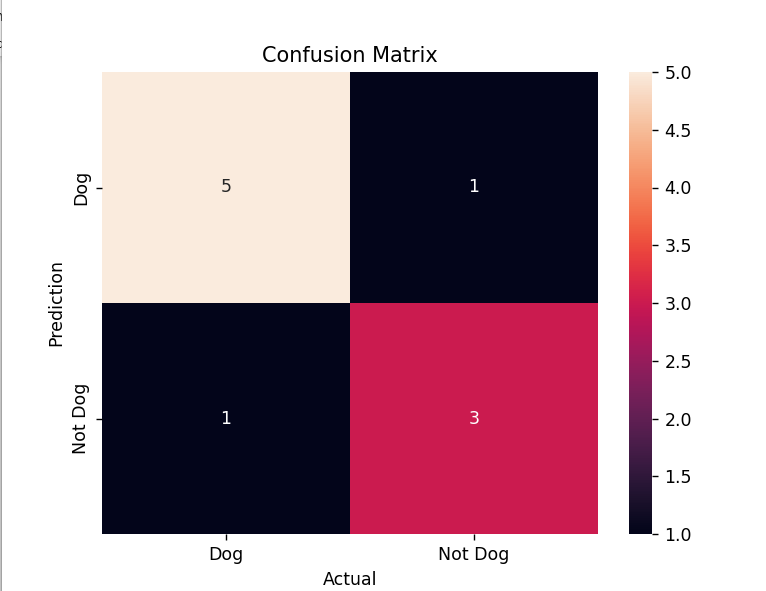 Confusion Matrix
5.0
4.5
4.0
3.5
3.0
2.5
2.0
1.5
1.0
Prediction
Dog
Not Dog
5 1
1 3
Dog Not Dog
Actual